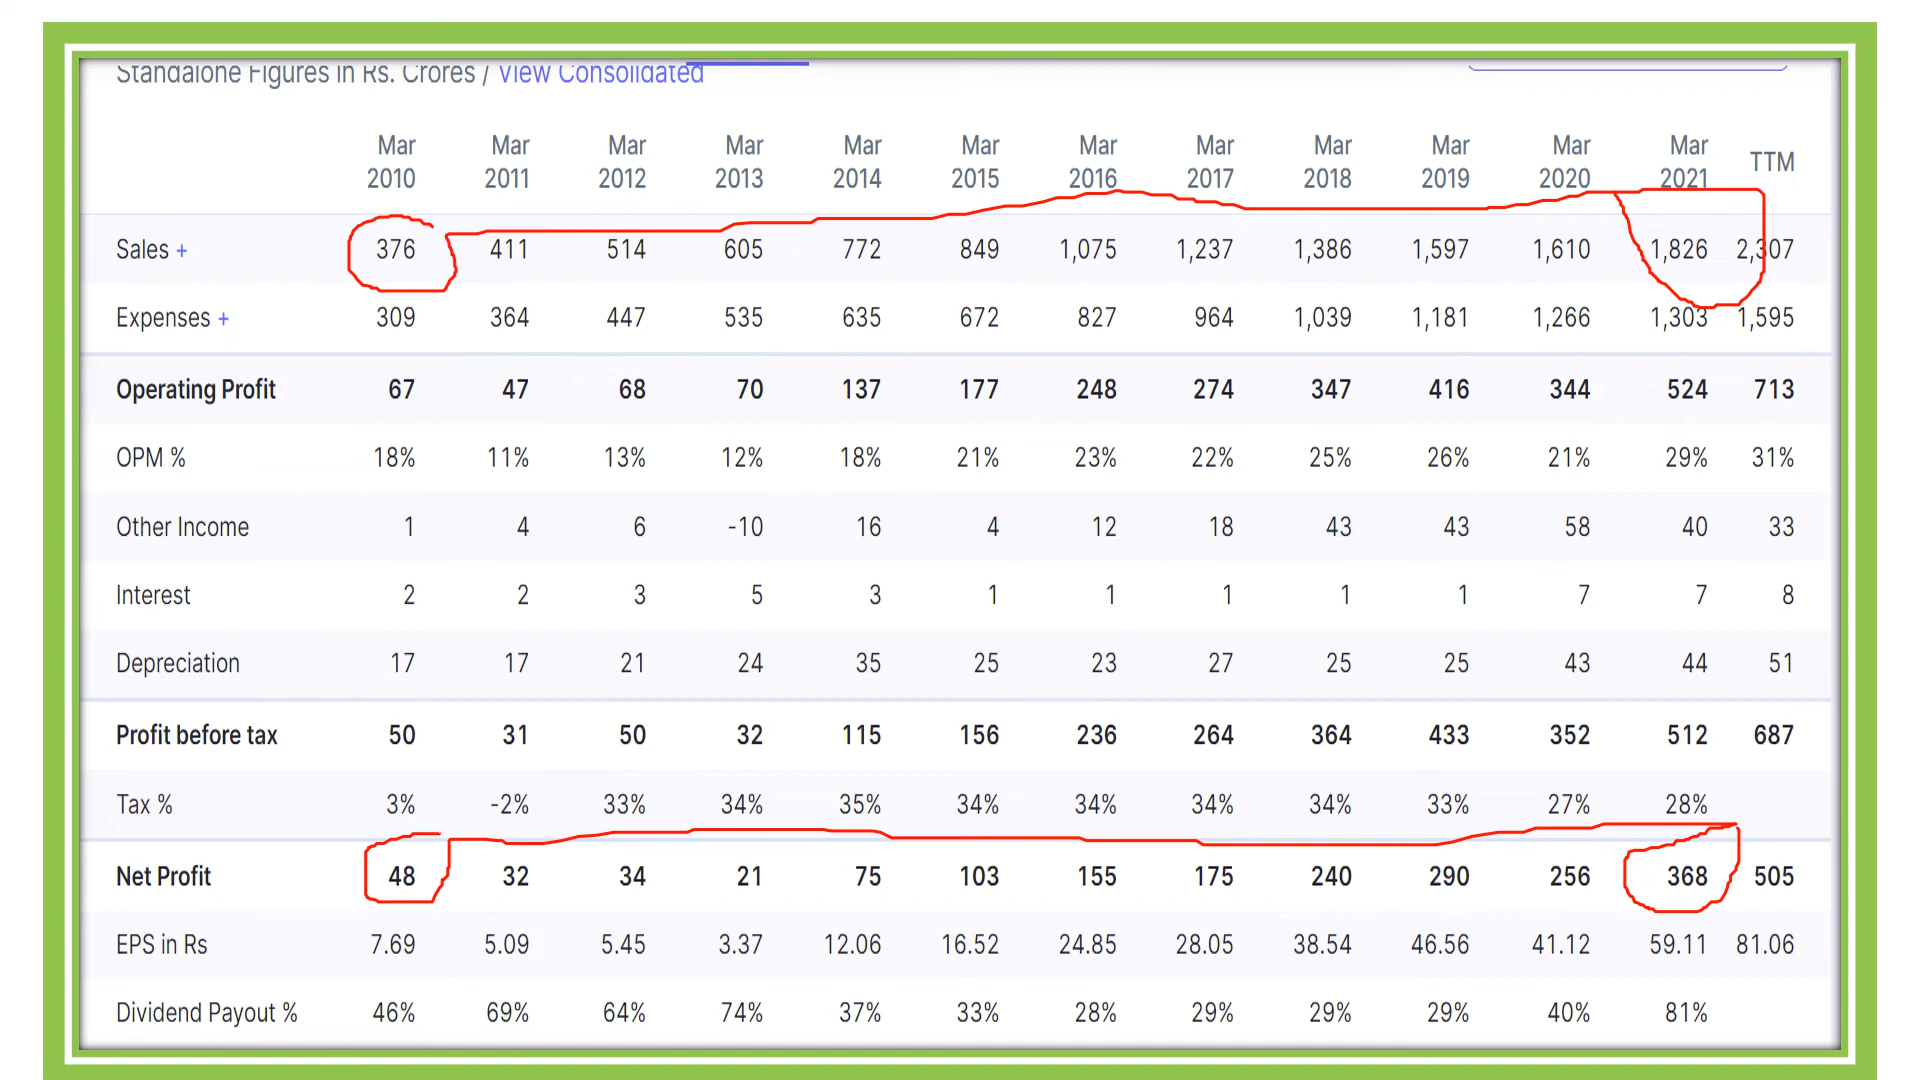 Standalone Figures in Rs. Crores / View Consolidated
Mar 2010 Mar 2011 Mar 2012 Mar 2013 Mar 2014 Mar 2015 Mar 2016 Mar 2017 Mar 2018 Mar 2019 Mar 2020 Mar 2021 TTM
Sales + 376 411 514 605 772 849 1,075 1,237 1,386 1,597 1,610 1,826 2,307
Expenses + 309 364 447 535 635 672 827 964 1,039 1,181 1,266 1,303 1,595
Operating Profit 67 47 68 70 137 177 248 274 347 416 344 524 713
OPM % 18% 11% 13% 12% 18% 21% 23% 22% 25% 26% 21% 29% 31%
Other Income 1 4 6 -10 16 4 12 18 43 43 58 40 33
Interest 2 2 3 5 3 1 1 1 1 1 7 7 8
Depreciation 17 17 21 24 35 25 23 27 25 25 43 44 51
Profit before tax 50 31 50 32 115 156 236 264 364 433 352 512 687
Tax % 3% -2% 33% 34% 35% 34% 34% 34% 34% 33% 27% 28%
Net Profit 48 32 34 21 75 103 155 175 240 290 256 368 505
EPS in Rs 7.69 5.09 5.45 3.37 12.06 16.52 24.85 28.05 38.54 46.56 41.12 59.11 81.06
Dividend Payout % 46% 69% 64% 74% 37% 33% 28% 29% 29% 29% 40% 81%